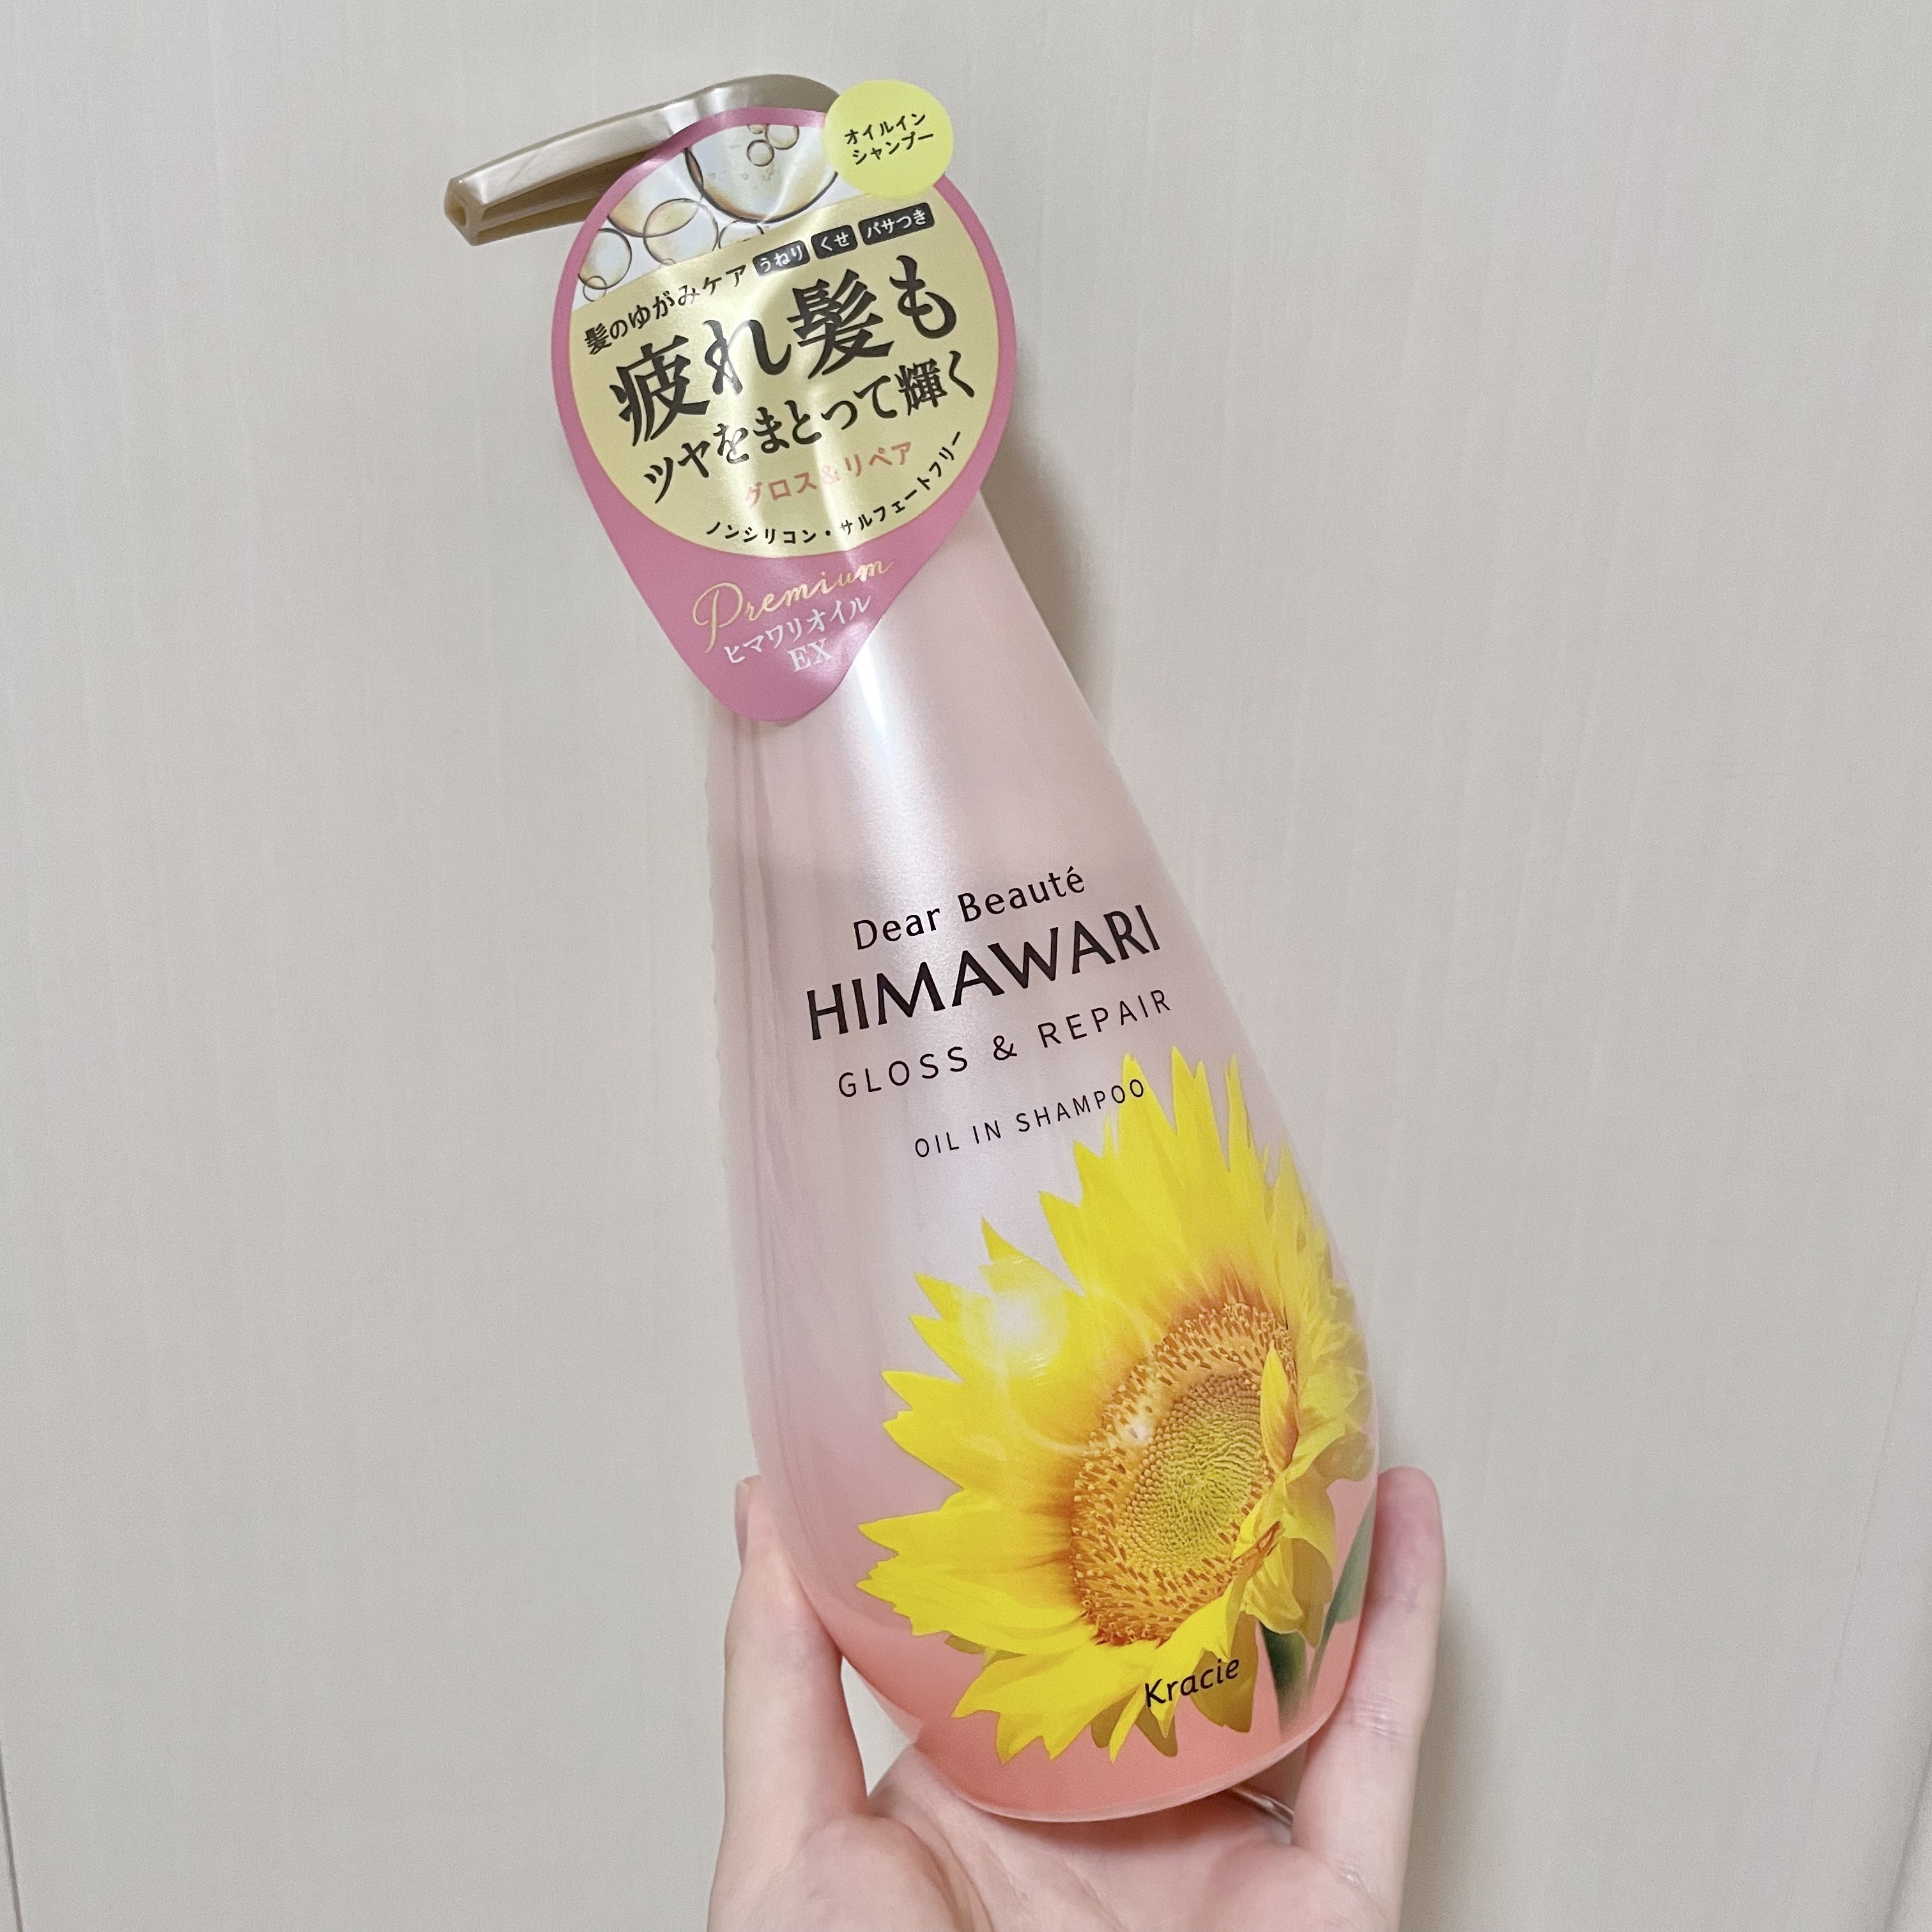 オイルイン
シャンプー
髪のゆがみケア うねり くせ パサつき
疲れ髪も
ツヤをまとって輝く
グロス&リペア
ノンシリコン・サルフェートフリー
Premium
ヒマワリオイル
EX
Dear Beauté
HIMAWARI
GLOSS & REPAIR
OIL IN SHAMPOO
Kracie